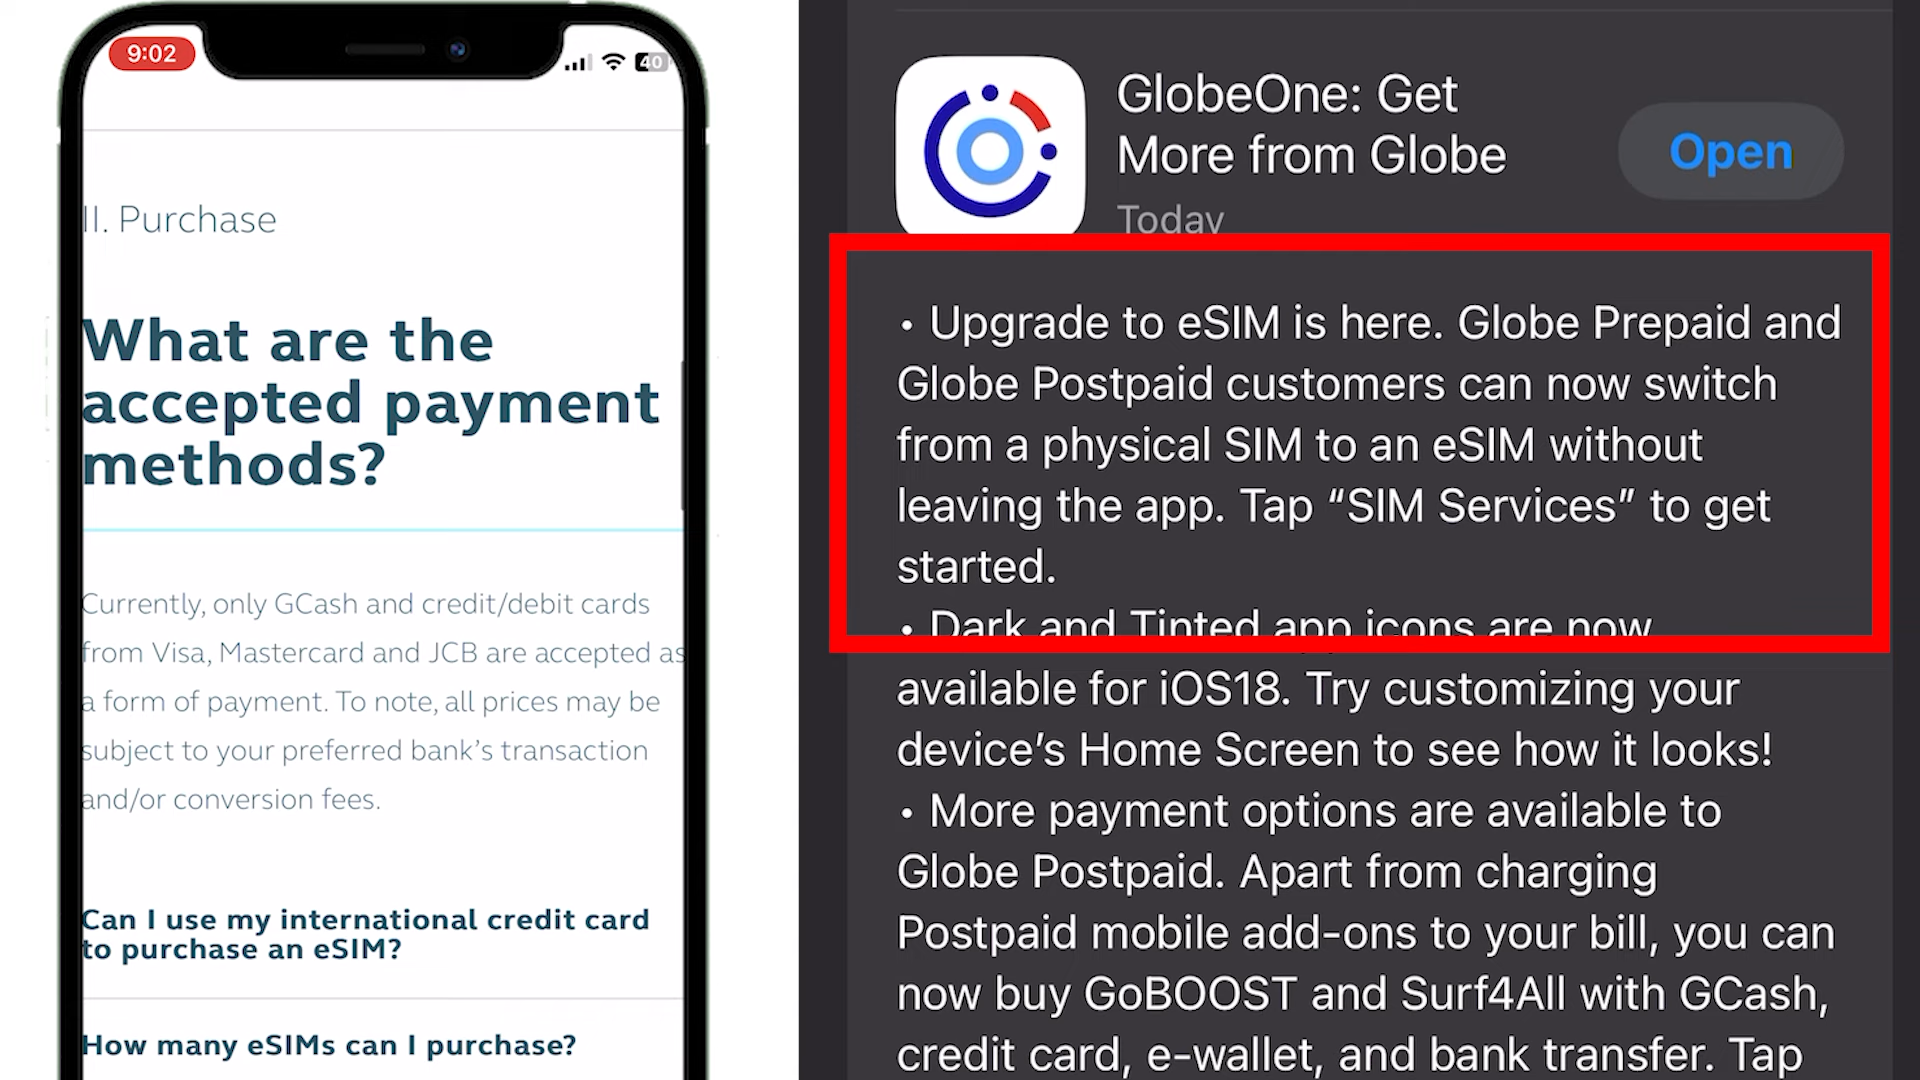 9:02
40
II. Purchase
What are the
accepted payment
methods?
Currently, only GCash and credit/debit cards
from Visa, Mastercard and JCB are accepted as
a form of payment. To note, all prices may be
subject to your preferred bank's transaction
and/or conversion fees.
Can I use my international credit card
to purchase an eSIM?
How many eSIMs can I purchase?
GlobeOne: Get
More from Globe
Today
Open
• Upgrade to eSIM is here. Globe Prepaid and
Globe Postpaid customers can now switch
from a physical SIM to an eSIM without
leaving the app. Tap “SIM Services” to get
started.
• Dark and Tinted app icons are now
available for iOS18. Try customizing your
device's Home Screen to see how it looks!
• More payment options are available to
Globe Postpaid. Apart from charging
Postpaid mobile add-ons to your bill, you can
now buy GoBOOST and Surf4All with GCash,
credit card, e-wallet, and bank transfer. Tap